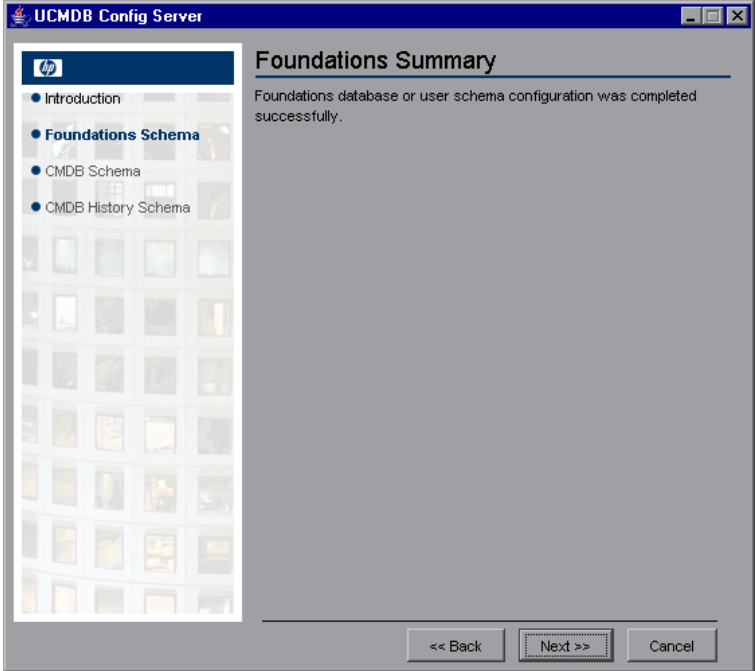 UCMDB Config Server
hp
Introduction
Foundations Schema
CMDB Schema
CMDB History Schema
Foundations Summary
Foundations database or user schema configuration was completed
successfully.
<< Back
Next >>
Cancel